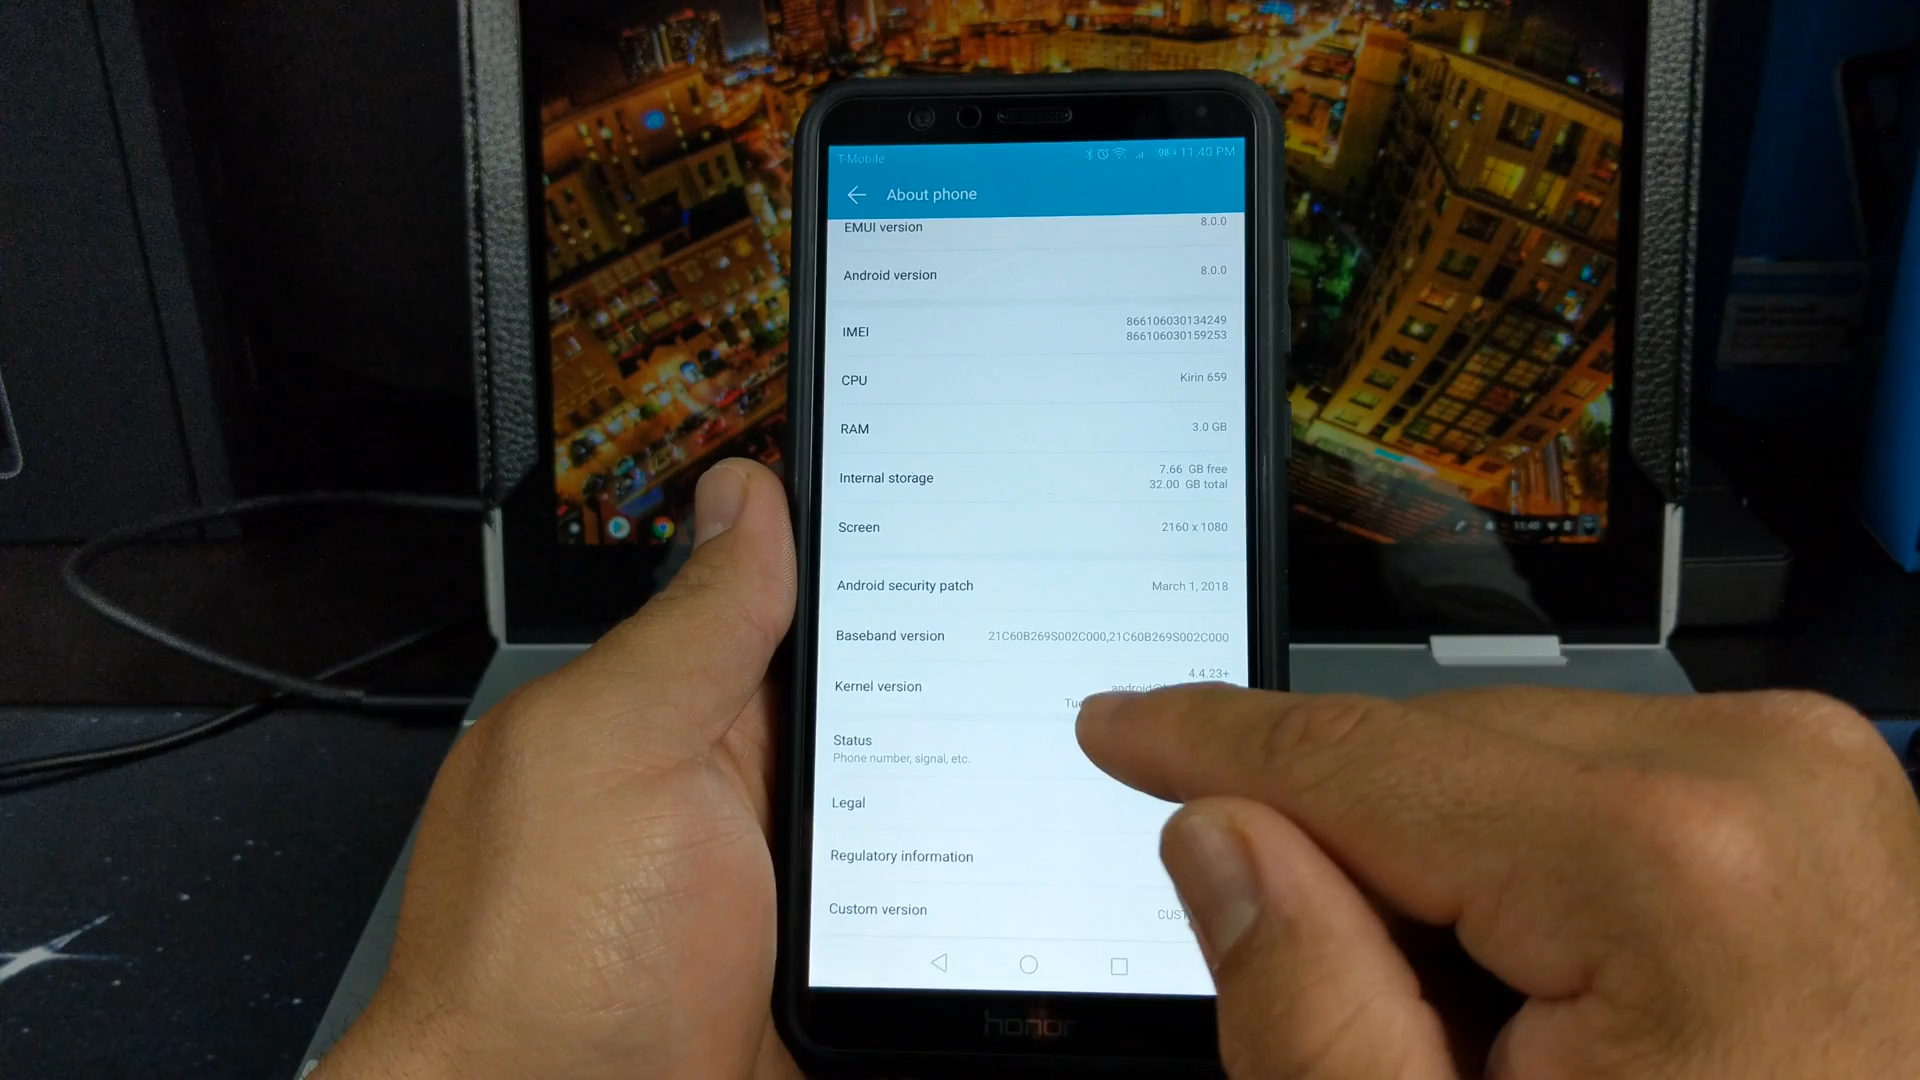 T-Mobile 98 11:40 PM
About phone
EMUI version 8.0.0
Android version 8.0.0
IMEI 866106030134249
866106030159253
CPU Kirin 659
RAM 3.0 GB
Internal storage 7.66 GB free
32.00 GB total
Screen 2160 x 1080
11:40
Android security patch March 1, 2018
Baseband version 21C60B269S002C000,21C60B269S002C000
Kernel version 4.4.23+
Status
Phone number, signal, etc.
Legal
Regulatory information
Custom version
honor